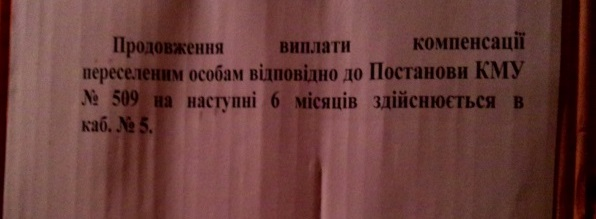 Продовження виплати компенсації
переселеним особам відповідно до Постанови КМУ
№ 509 на наступні 6 місяців здійснюється в
каб. № 5.